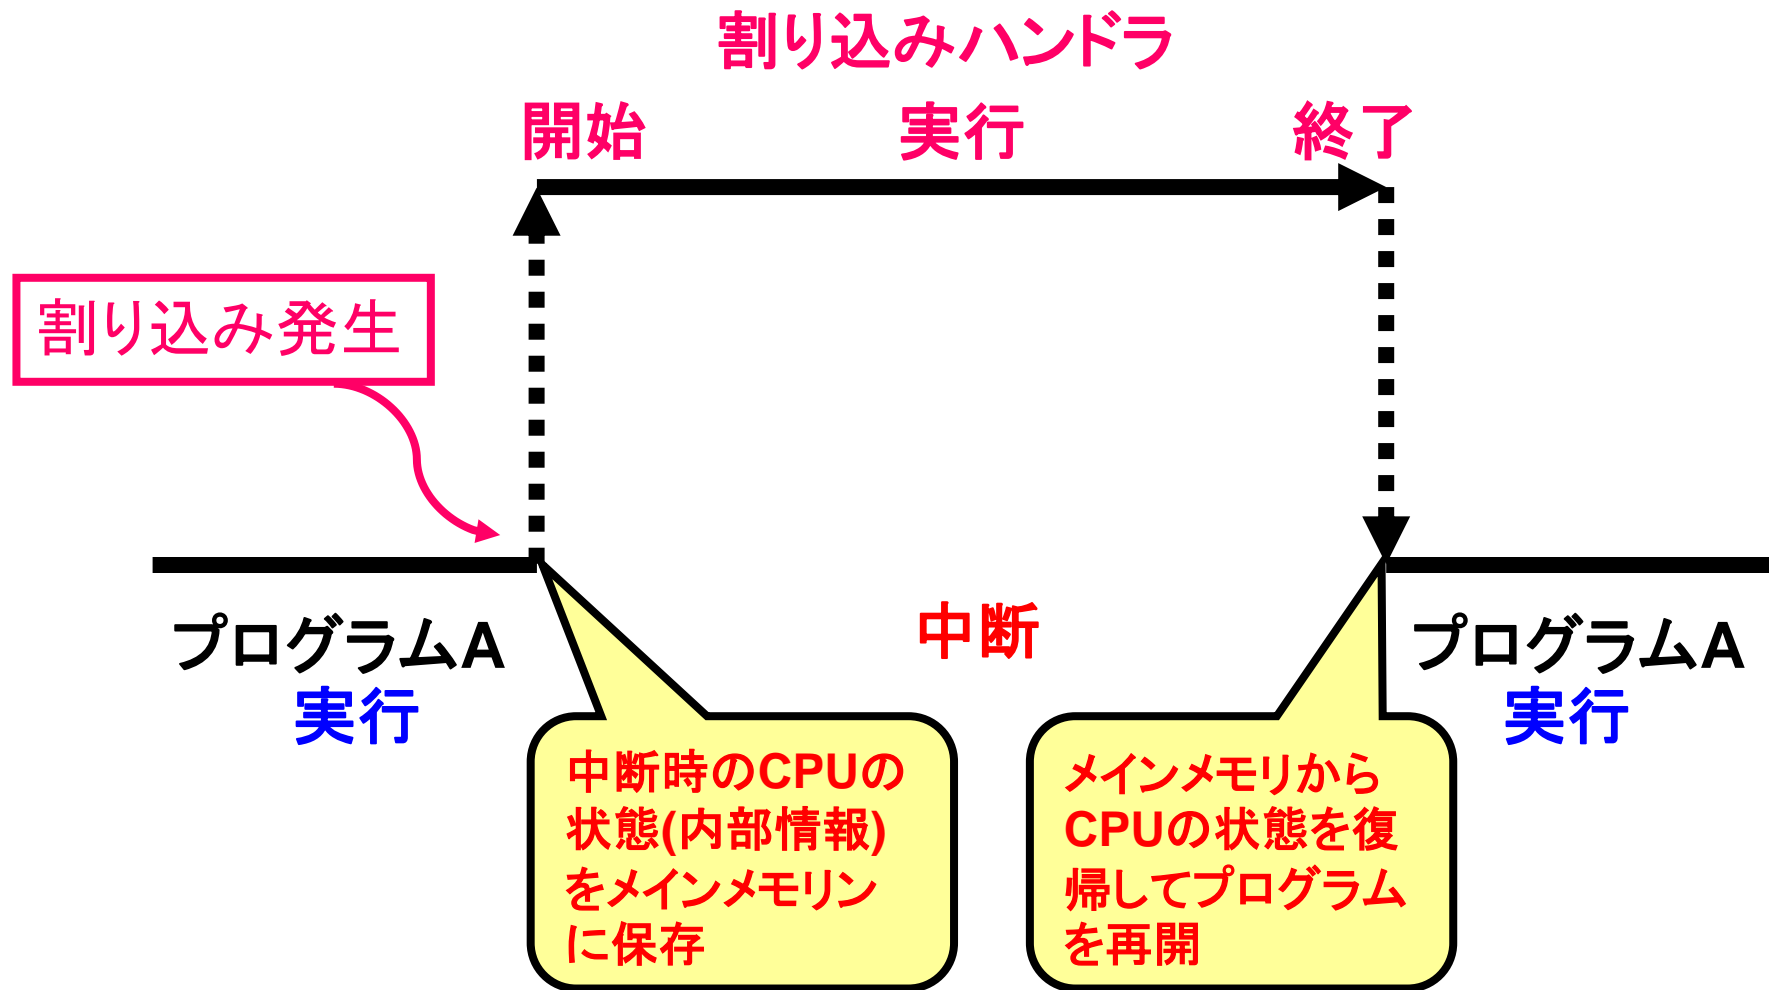 割り込みハンドラ
開始
実行
終了
割り込み発生
プログラムA
実行
中断
プログラムA
実行
中断時のCPUの
状態(内部情報)
をメインメモリン
に保存
メインメモリから
CPUの状態を復
帰してプログラム
を再開